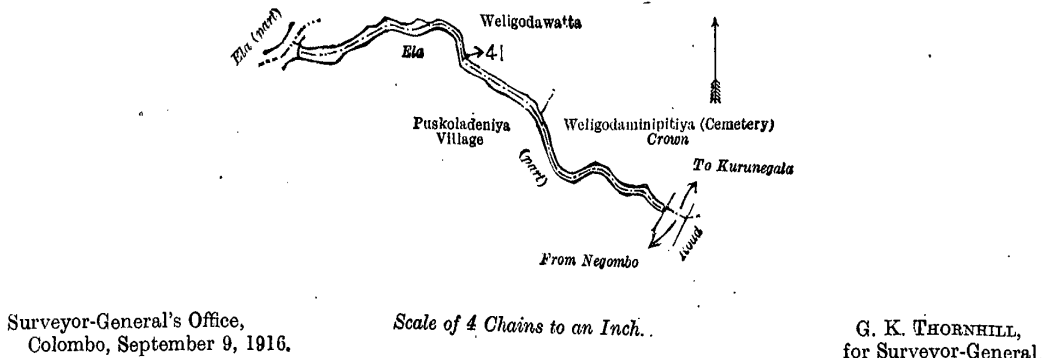 Weligodawatta
Ela (part)
Ela
41
Puskoladeniya
Village
Weligodaminipitiya (Cemetery)
Crown
(part)
To Kurunegala
Road
From Negombo
Surveyor-General's Office,
Colombo, September 9, 1916.
Scale of 4 Chains to an Inch.
G. K. THORNHILL,
for Surveyor-General